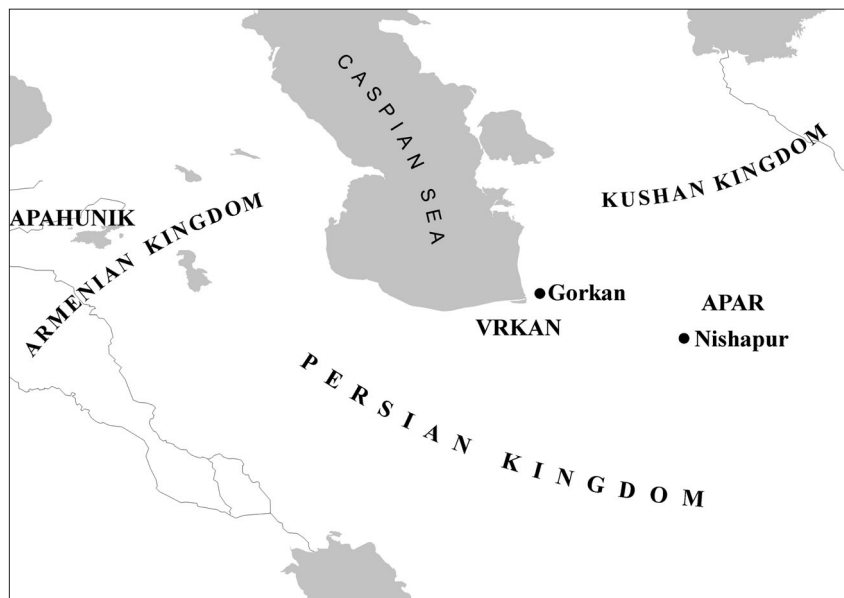 CASPIAN SEA
KUSHAN KINGDOM
APAHUNIK
ARMENIAN KINGDOM
Gorkan
APAR
VRKAN
Nishapur
PERSIAN KINGDOM